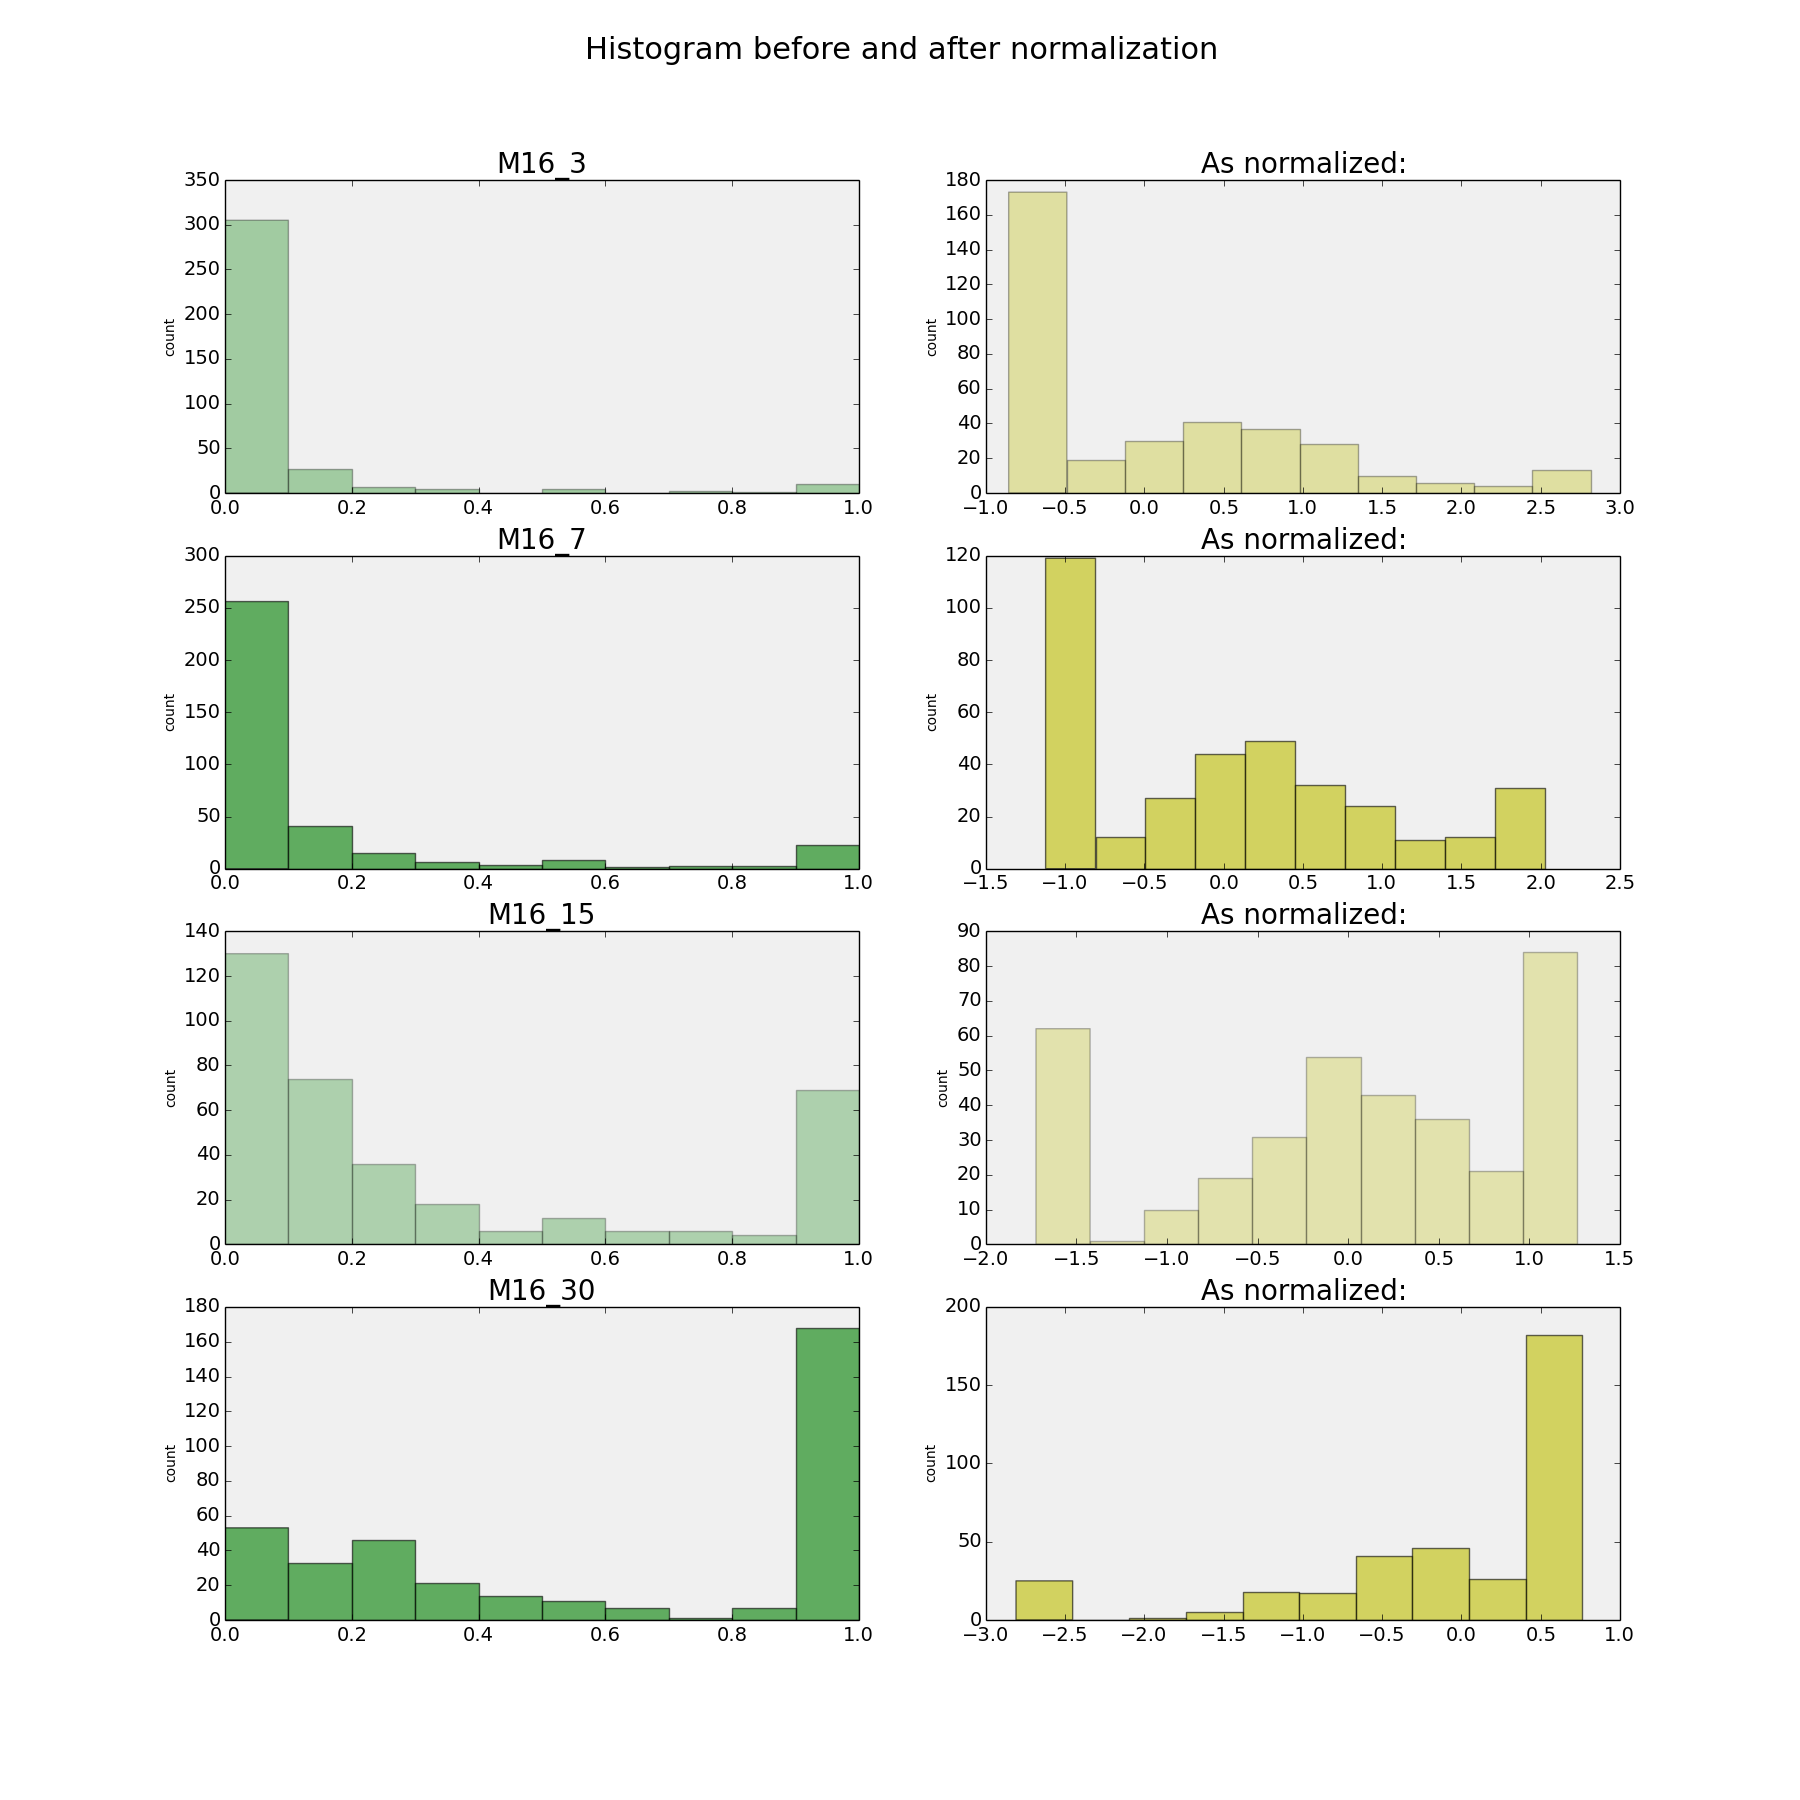 Histogram before and after normalization
M16_3
350
300
250
200
150
100
50
0
count
0.0 0.2 0.4 0.6 0.8 1.0
As normalized:
180
160
140
120
100
80
60
40
20
0
count
−1.0 −0.5 0.0 0.5 1.0 1.5 2.0 2.5 3.0
M16_7
300
250
200
150
100
50
0
count
0.0 0.2 0.4 0.6 0.8 1.0
As normalized:
120
100
80
60
40
20
0
count
−1.5 −1.0 −0.5 0.0 0.5 1.0 1.5 2.0 2.5
M16_15
140
120
100
80
60
40
20
0
count
0.0 0.2 0.4 0.6 0.8 1.0
As normalized:
90
80
70
60
50
40
30
20
10
0
count
−2.0 −1.5 −1.0 −0.5 0.0 0.5 1.0 1.5
M16_30
180
160
140
120
100
80
60
40
20
0
count
0.0 0.2 0.4 0.6 0.8 1.0
As normalized:
200
150
100
50
0
count
−3.0 −2.5 −2.0 −1.5 −1.0 −0.5 0.0 0.5 1.0